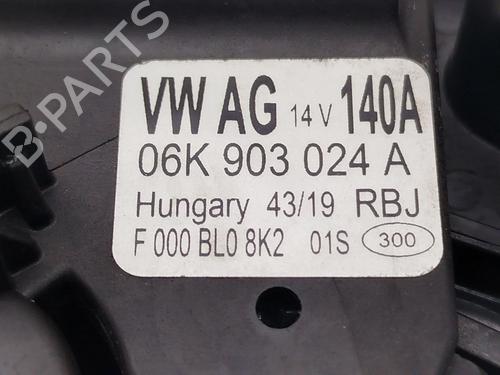 B-PARTS
VW AG 14 V 140A
06K 903 024 A
Hungary 43/19 RBJ
F 000 BL0 8K2 01S 300